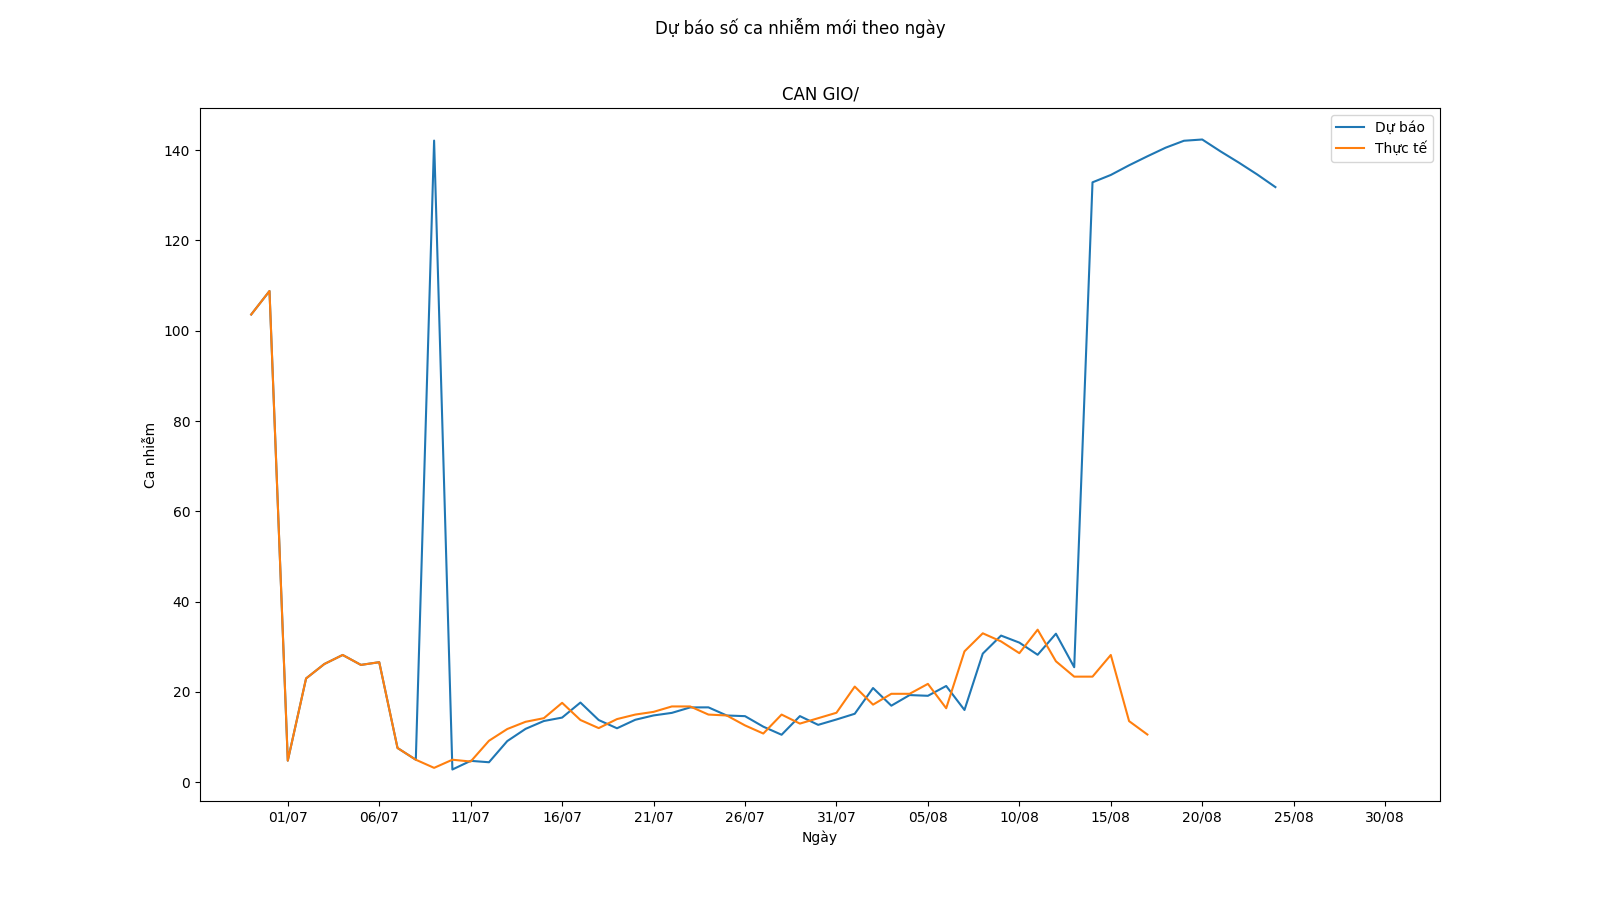 Dự báo số ca nhiễm mới theo ngày
CAN GIO/
Dự báo
Thực tế
140
120
100
80
60
40
20
0
Ca nhiễm
01/07 06/07 11/07 16/07 21/07 26/07 31/07 05/08 10/08 15/08 20/08 25/08 30/08
Ngày